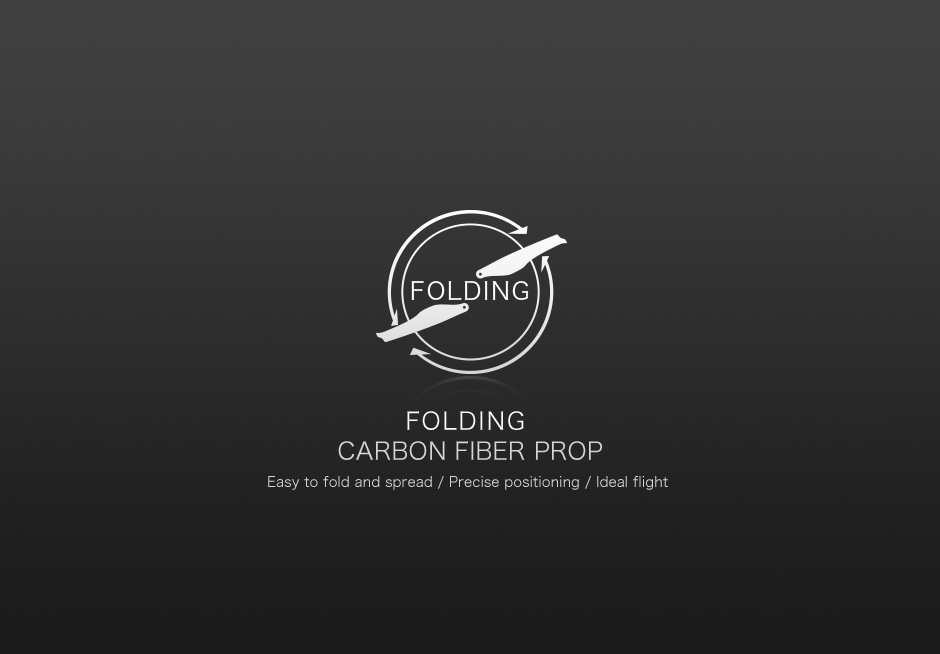 FOLDING
FOLDING
CARBON FIBER PROP
Easy to fold and spread / Precise positioning / Ideal flight